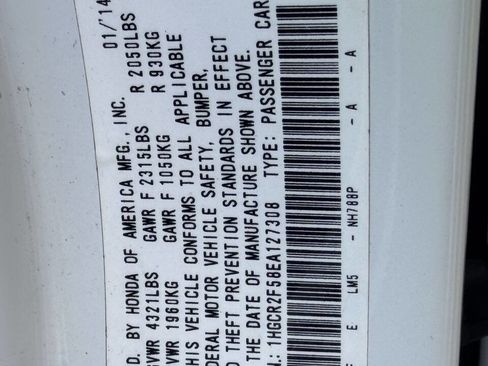 D. BY HONDA OF AMERICA MFG., INC. 01/'14
GVWR 4321LBS GAWR F 2315LBS R 2050LBS
VWR 1960KG GAWR F 1050KG R 930KG
THIS VEHICLE CONFORMS TO ALL APPLICABLE
DERAL MOTOR VEHICLE SAFETY, BUMPER,
D THEFT PREVENTION STANDARDS IN EFFECT
THE DATE OF MANUFACTURE SHOWN ABOVE.
N.: 1HGCR2F58EA127308 TYPE: PASSENGER CAR
E LM5 - NH788P - A - A